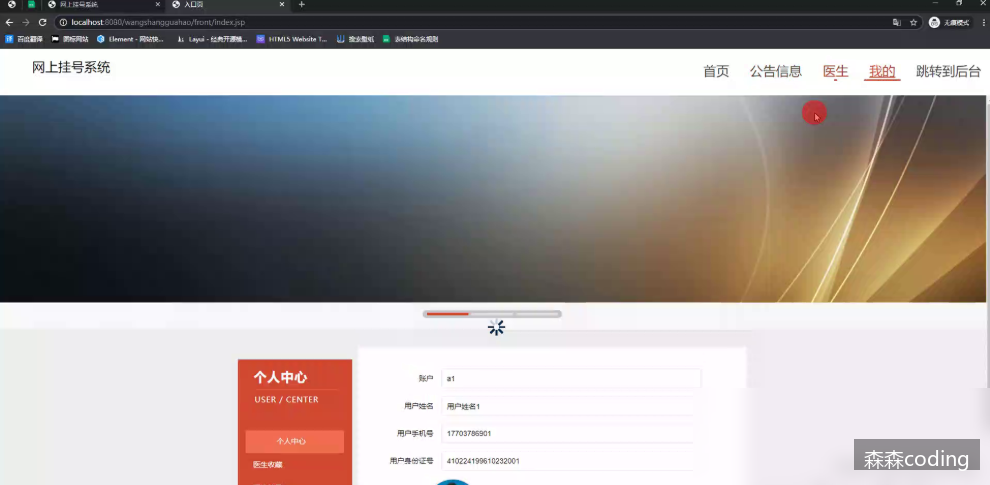 网上挂号系统
入口页
localhost:8080/wangshangguahao/front/index.jsp
无痕模式
百度翻译 图标网站 Element - 网站快... Layui - 经典开源模... HTML5 Website T... 搜索壁纸 表结构命名规则
网上挂号系统
首页 公告信息 医生 我的 跳转到后台
个人中心
USER / CENTER
个人中心
医生收藏
账户 a1
用户姓名 用户姓名1
用户手机号 17703786901
用户身份证号 410224199610232001
森森coding